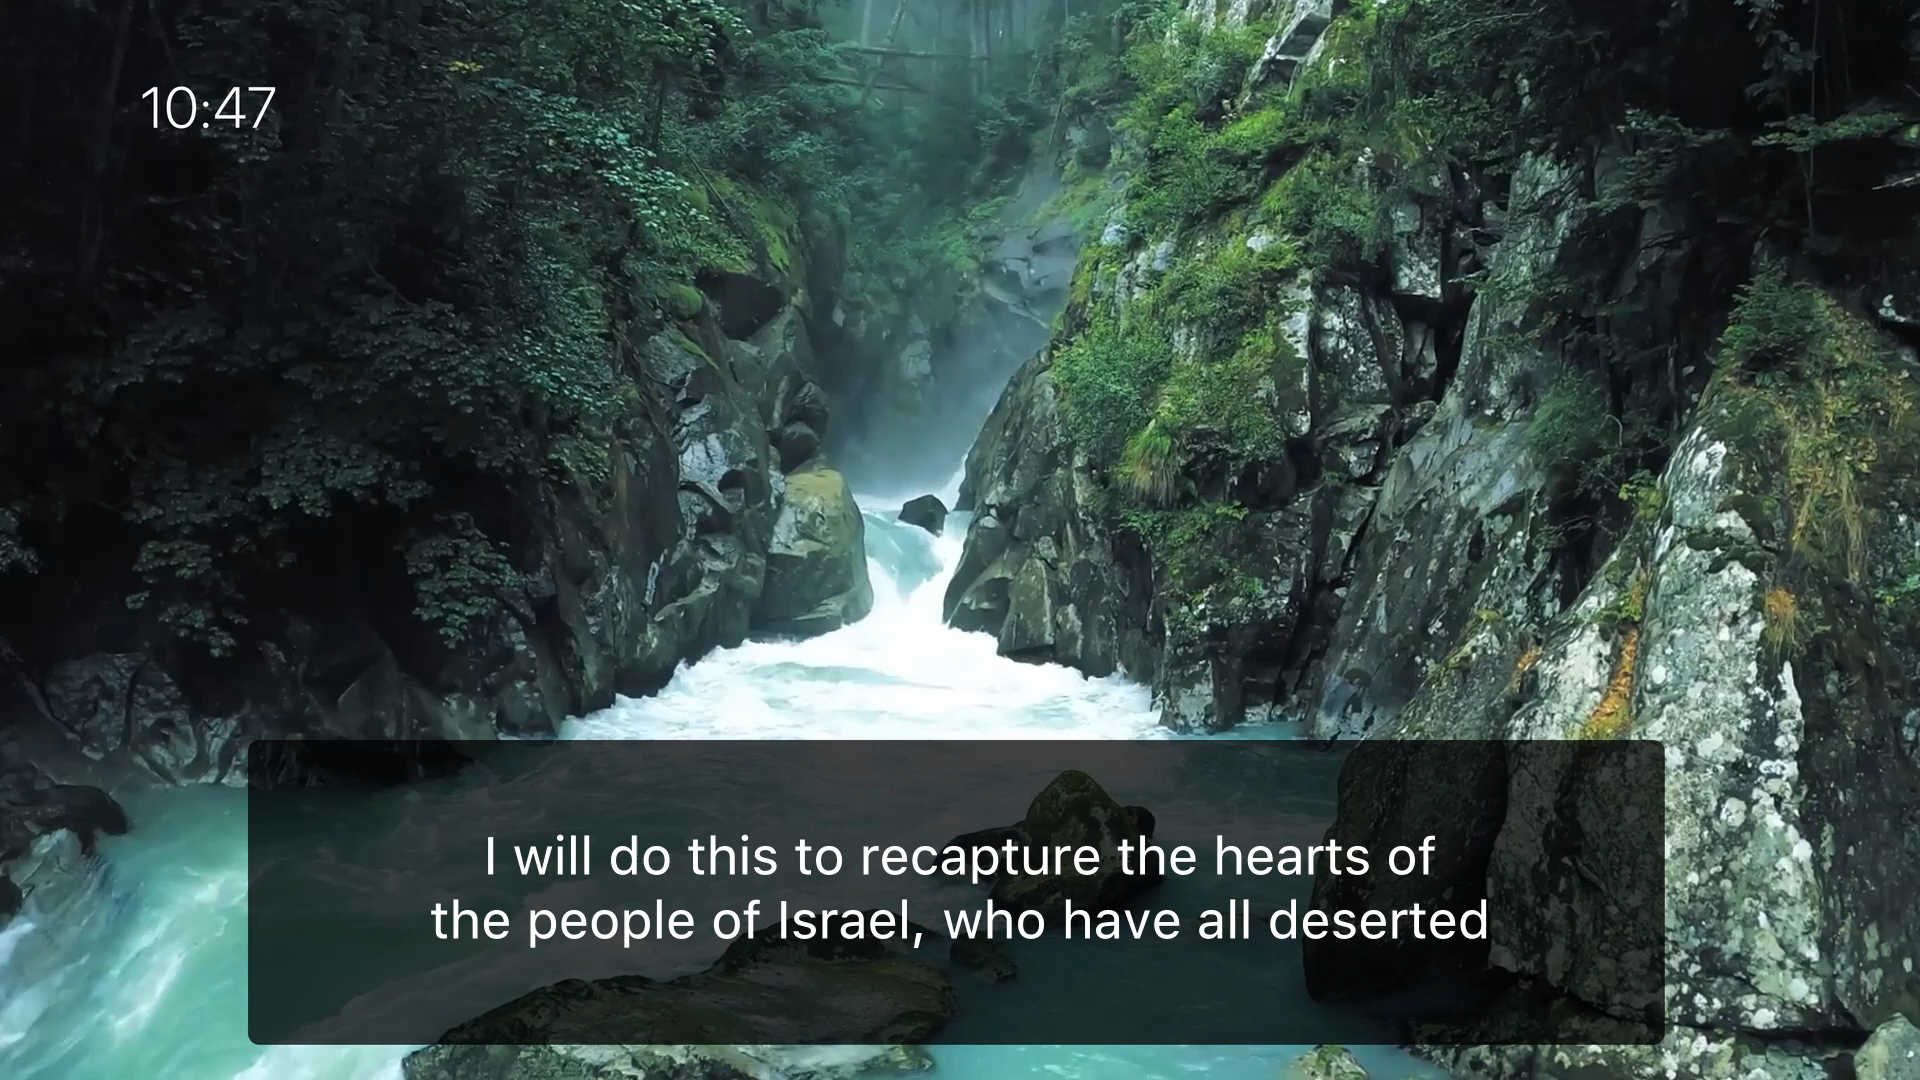 10:47
I will do this to recapture the hearts of
the people of Israel, who have all deserted